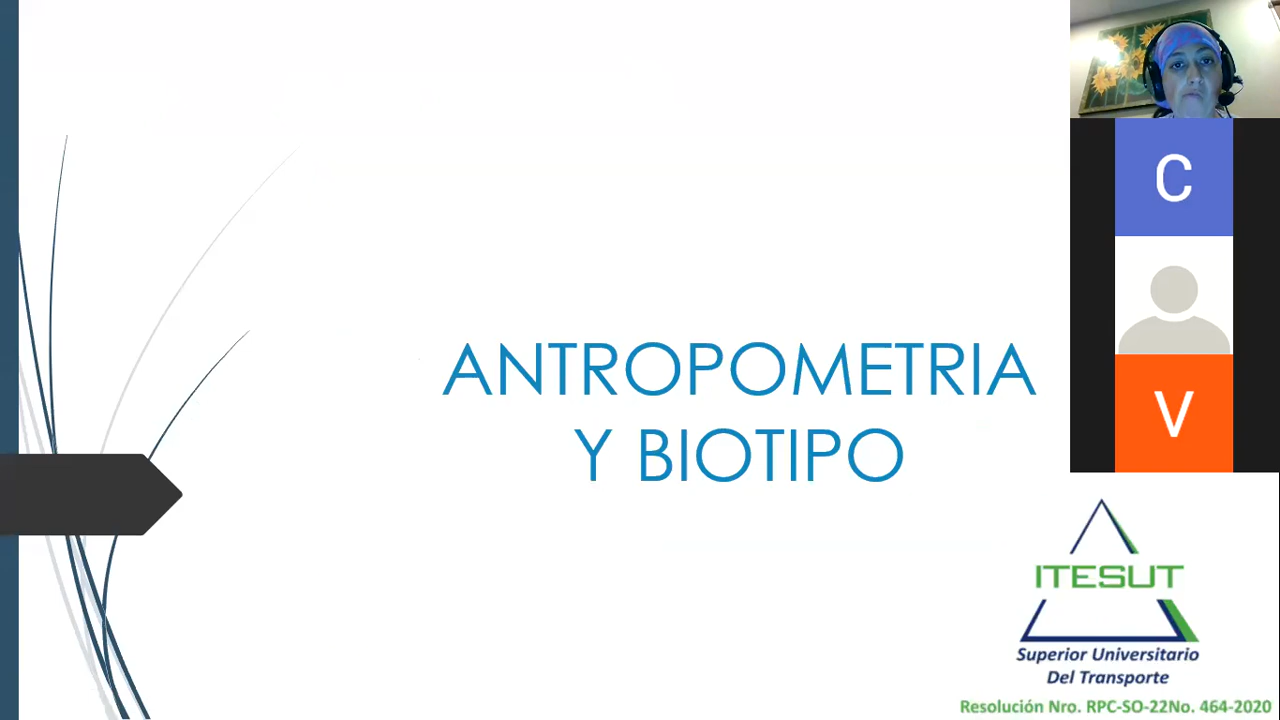 ANTROPOMETRIA
Y BIOTIPO
C
V
ITESUT
Superior Universitario
Del Transporte
Resolución Nro. RPC-SO-22No. 464-2020